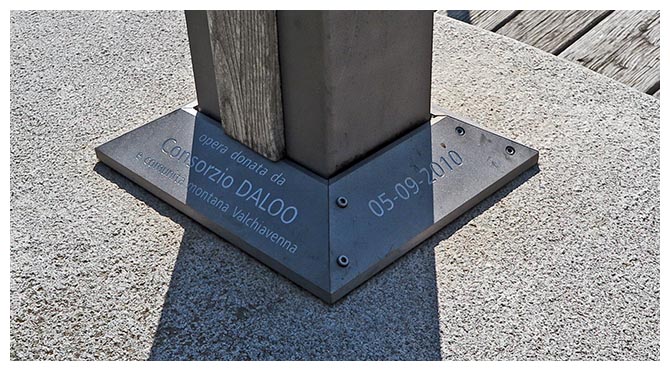 opera donata da
Consorzio DALOO
e comunità montana Valchiavenna
05-09-2010